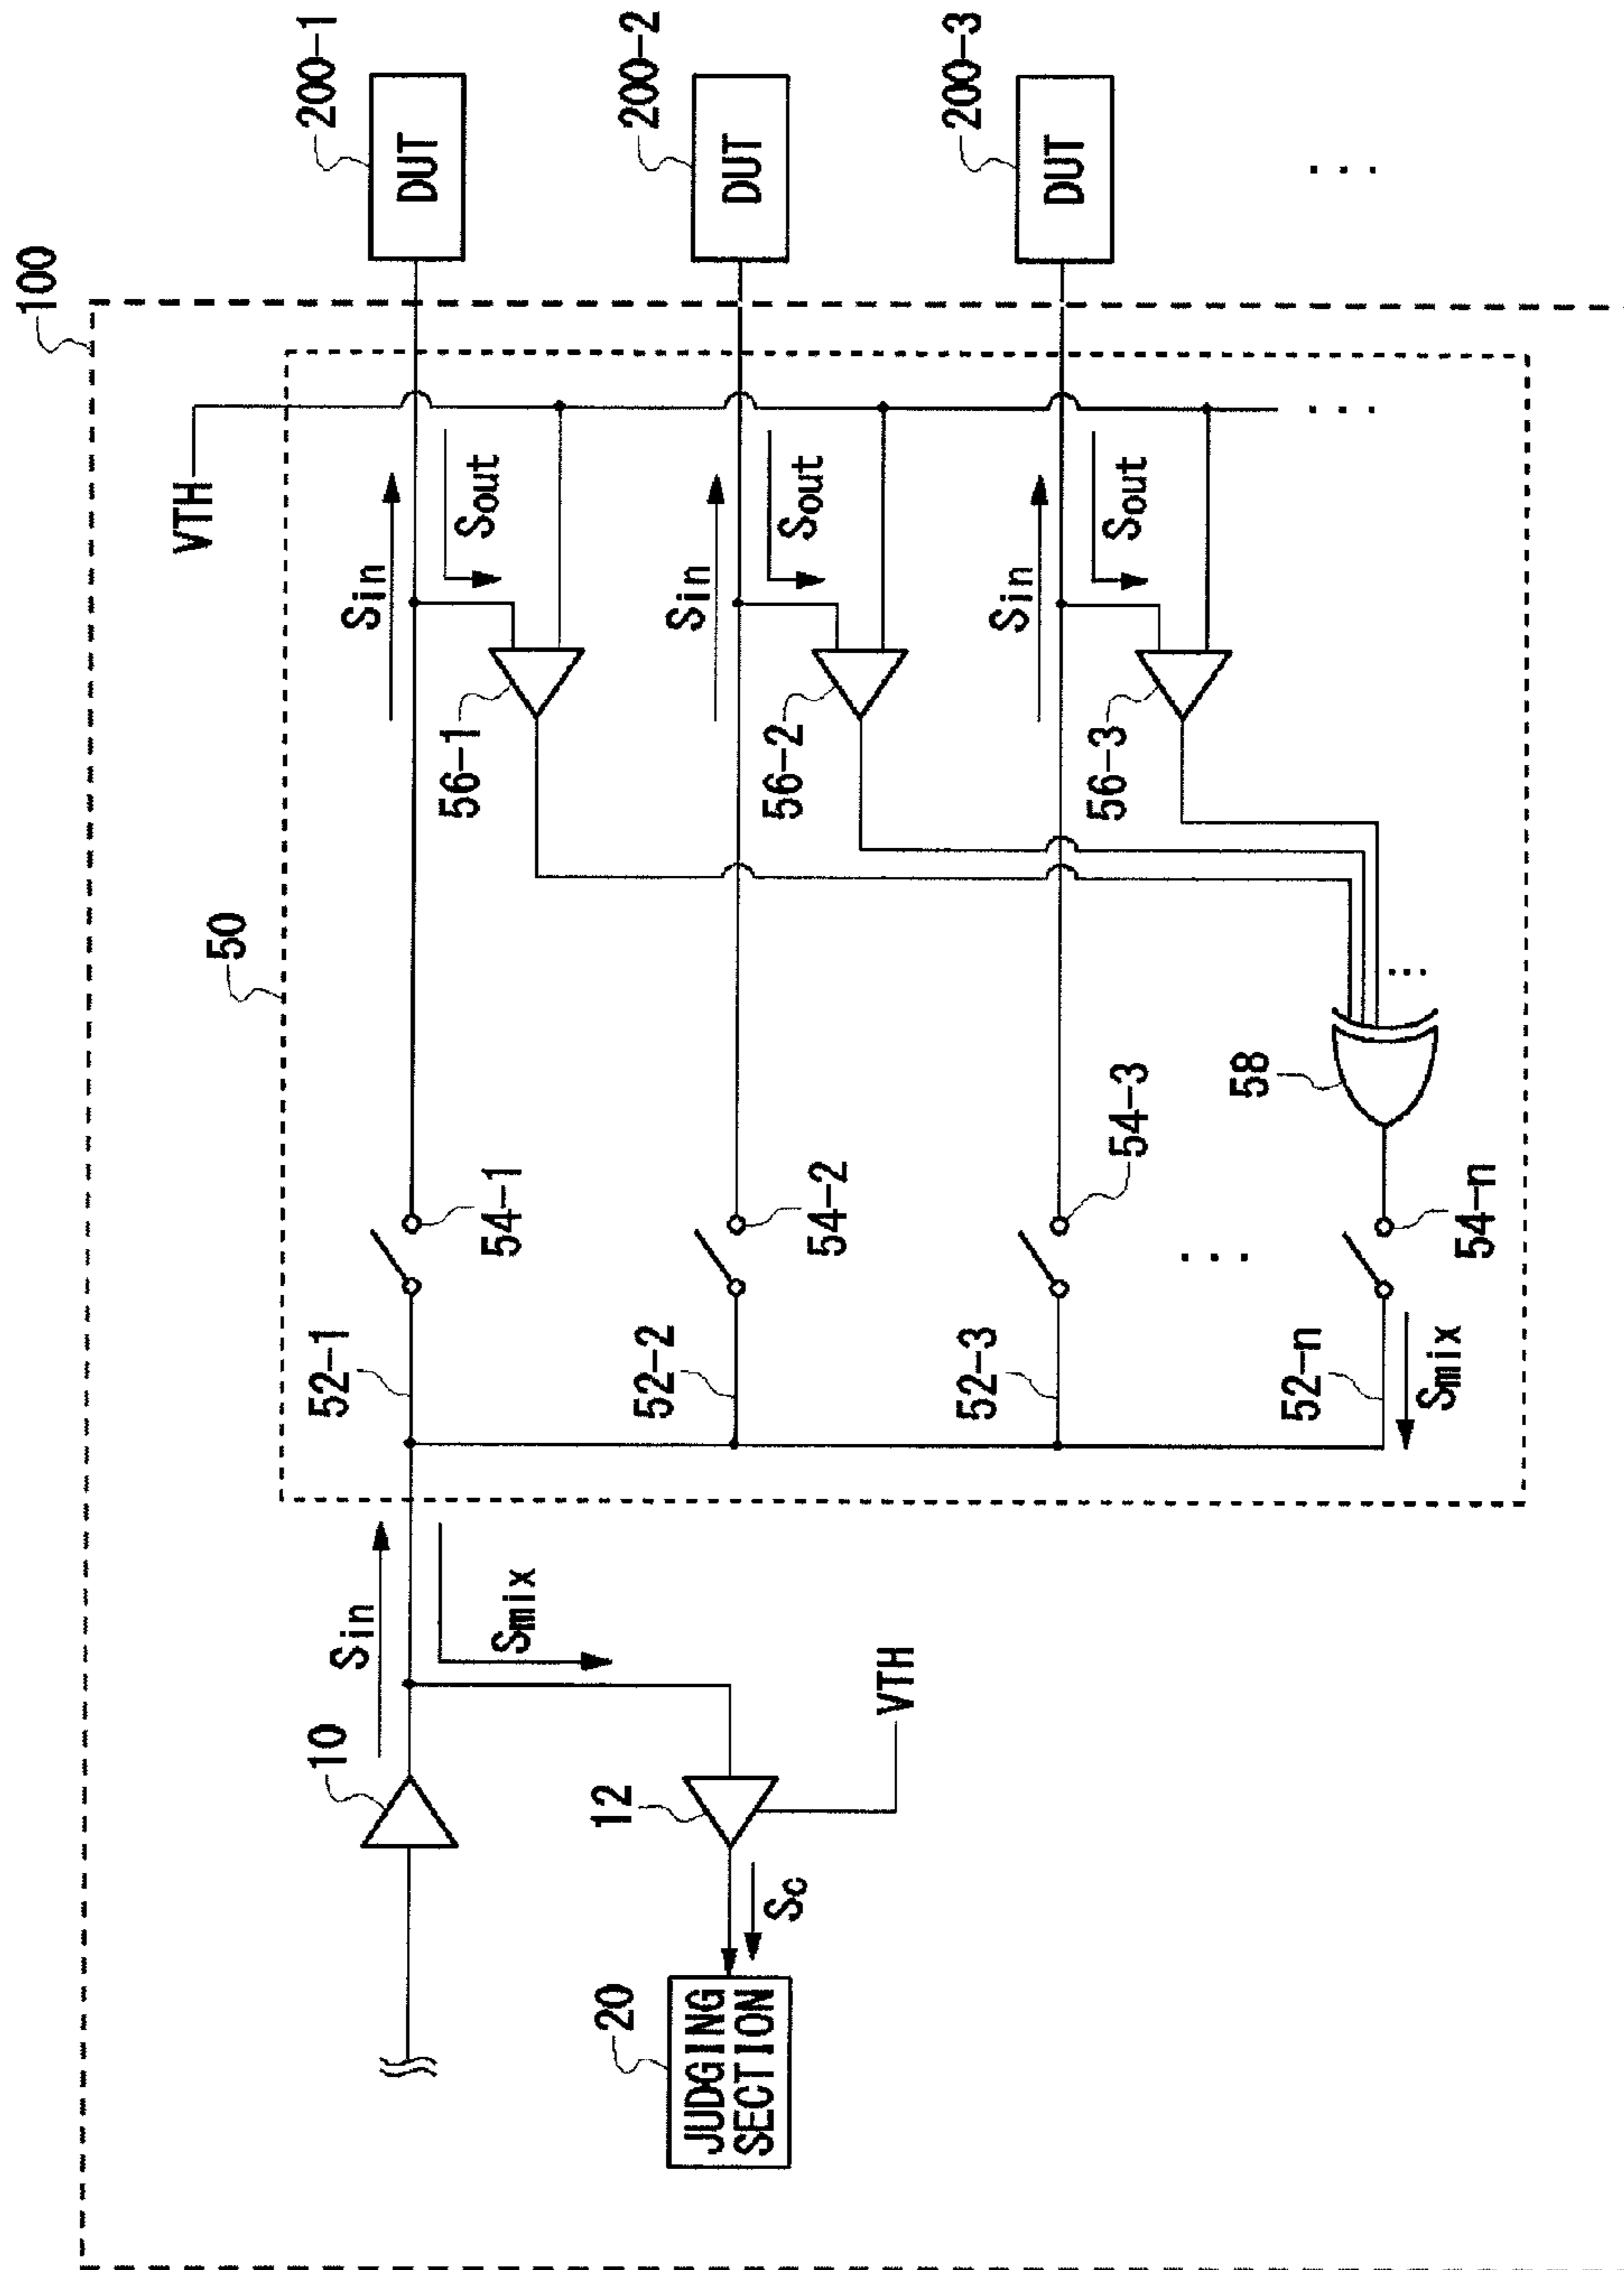 100
200-1
DUT
200-2
DUT
200-3
DUT
. . .
VTH
50
Sin
Sout
56-1
Sin
Sout
56-2
Sin
Sout
56-3
. . .
...
58
54-1
54-2
54-3
. . .
54-n
52-1
52-2
52-3
52-n
Smix
Sin
Smix
10
12
VTH
Sc
20
JUDGING
SECTION